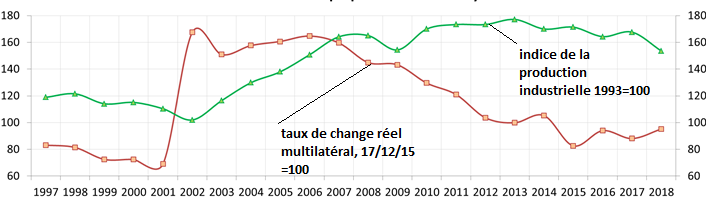 180 180
160 160
140 140
120 120
100 100
80 80
60 60
indice de la
production
industrielle 1993=100
taux de change réel
multilatéral, 17/12/15
=100
1997 1998 1999 2000 2001 2002 2003 2004 2005 2006 2007 2008 2009 2010 2011 2012 2013 2014 2015 2016 2017 2018